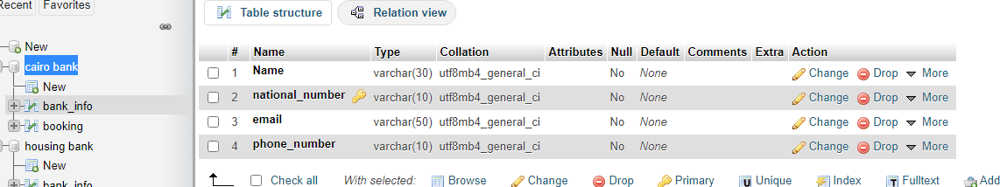 Recent Favorites
New
cairo bank
New
bank_info
booking
housing bank
New
bank_info
Table structure Relation view
# Name Type Collation Attributes Null Default Comments Extra Action
1 Name varchar(30) utf8mb4_general_ci No None Change Drop More
2 national_number varchar(10) utf8mb4_general_ci No None Change Drop More
3 email varchar(50) utf8mb4_general_ci No None Change Drop More
4 phone_number varchar(10) utf8mb4_general_ci No None Change Drop More
Check all With selected: Browse Change Drop Primary Unique Index Fulltext Add